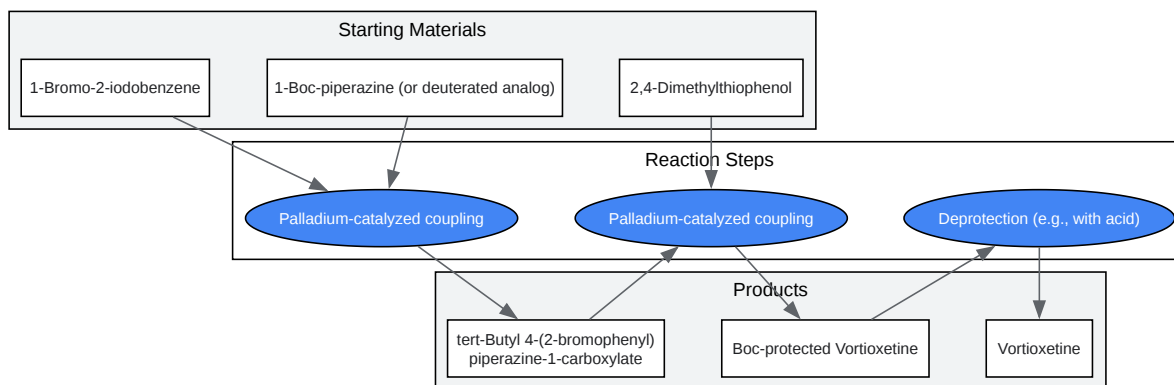 Starting Materials
1-Bromo-2-iodobenzene
1-Boc-piperazine (or deuterated analog)
2,4-Dimethylthiophenol
Reaction Steps
Palladium-catalyzed coupling
Palladium-catalyzed coupling
Deprotection (e.g., with acid)
Products
tert-Butyl 4-(2-bromophenyl)
piperazine-1-carboxylate
Boc-protected Vortioxetine
Vortioxetine